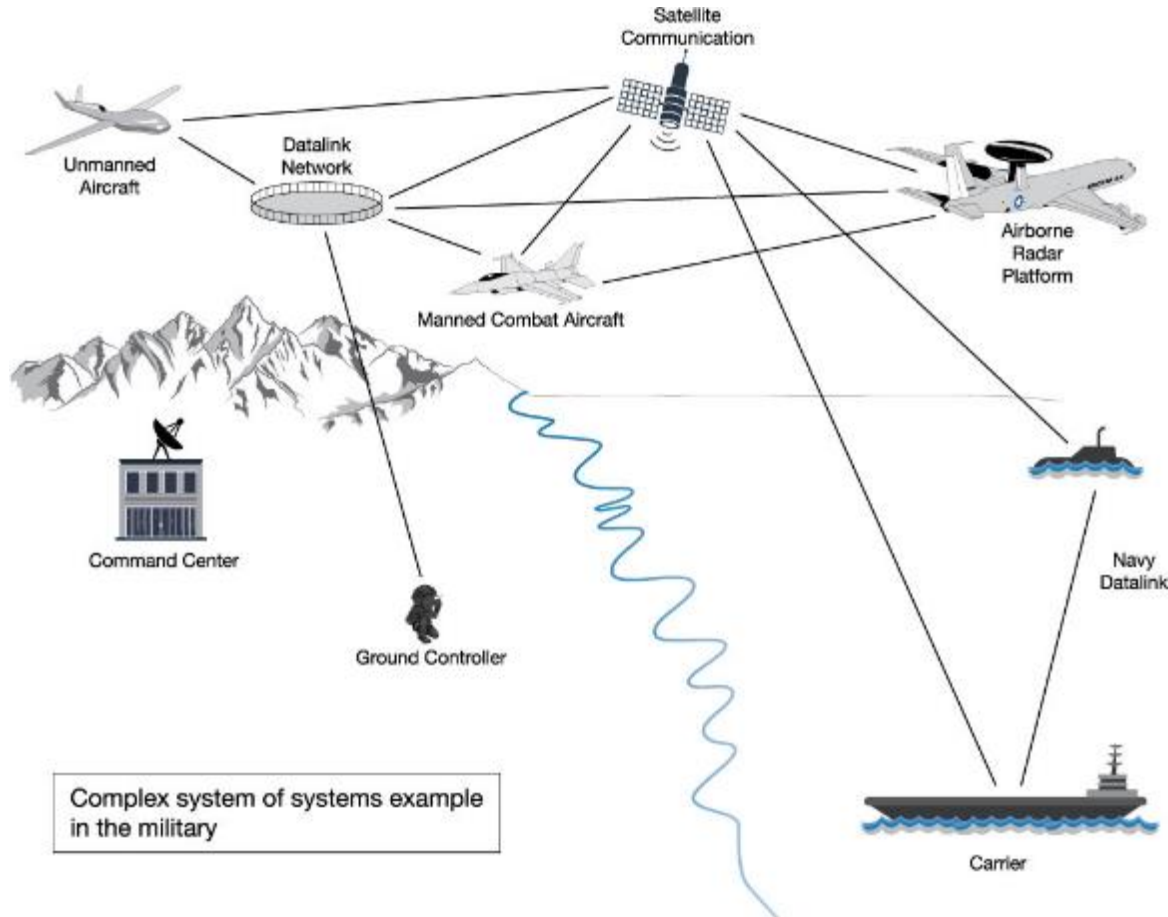 Satellite
Communication
Unmanned
Aircraft
Datalink
Network
Airborne
Radar
Platform
Manned Combat Aircraft
Command Center
Navy
Datalink
Ground Controller
Complex system of systems example
in the military
Carrier